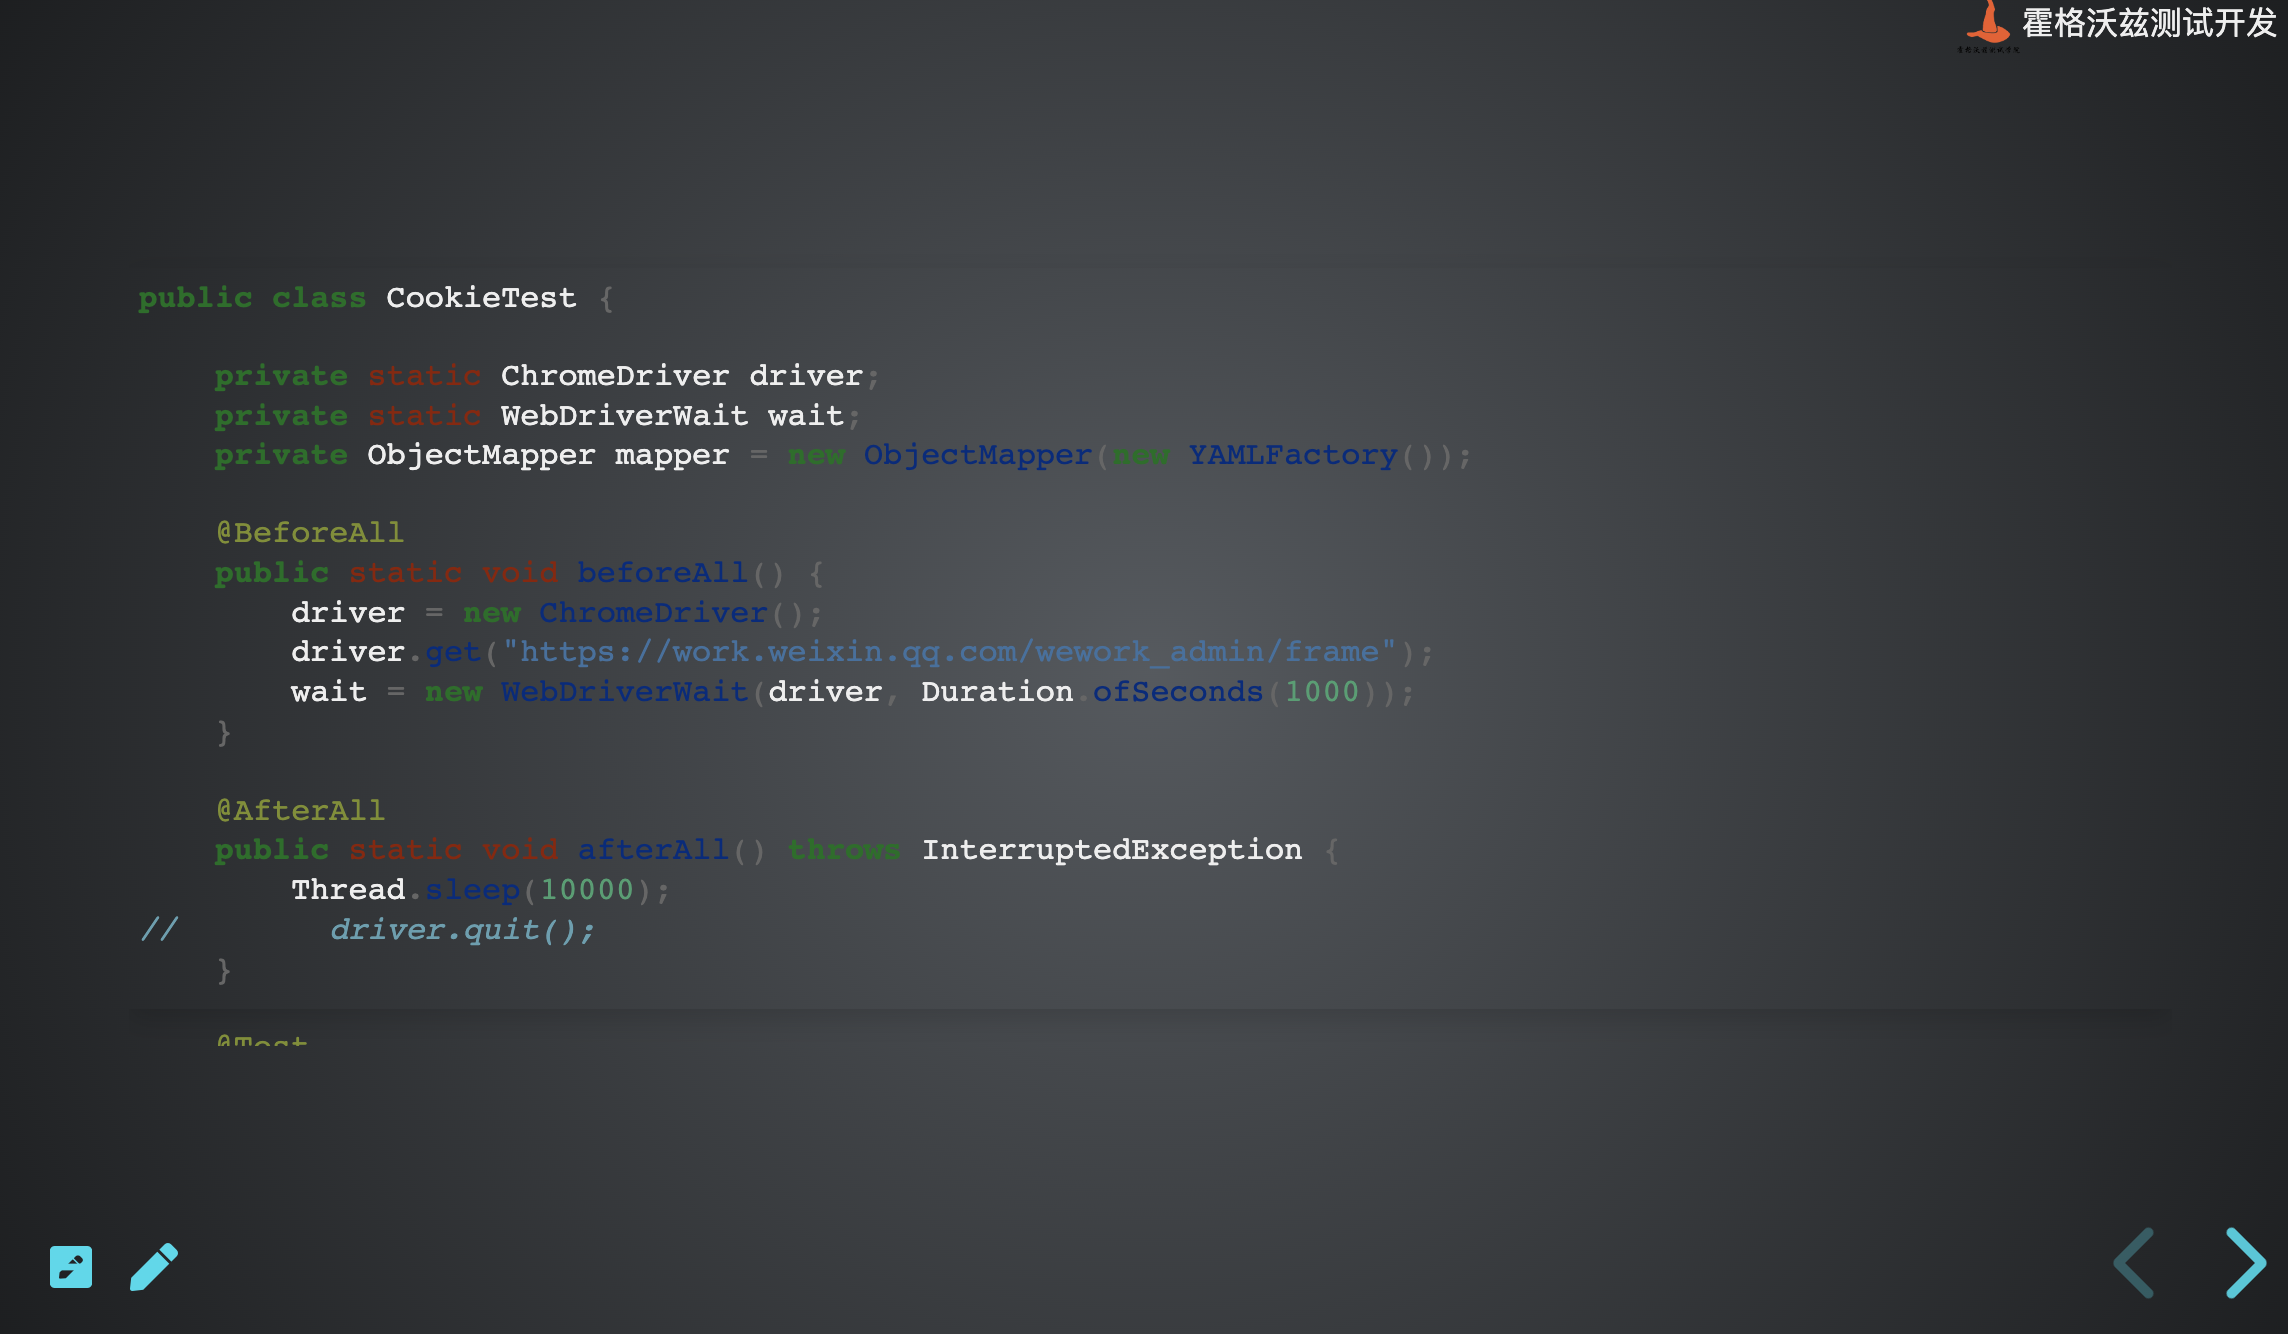 霍格沃兹测试开发
public class CookieTest {
    private static ChromeDriver driver;
    private static WebDriverWait wait;
    private ObjectMapper mapper = new ObjectMapper(new YAMLFactory());
    @BeforeAll
    public static void beforeAll() {
        driver = new ChromeDriver();
        driver.get("https://work.weixin.qq.com/wework_admin/frame");
        wait = new WebDriverWait(driver, Duration.ofSeconds(1000));
    }
    @AfterAll
    public static void afterAll() throws InterruptedException {
        Thread.sleep(10000);
//        driver.quit();
    }
    @Test